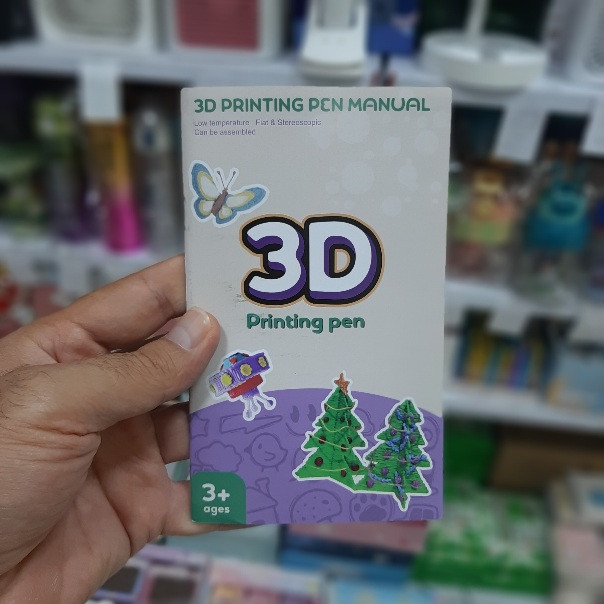 3D PRINTING PEN MANUAL
Low temperature Flat & Stereoscopic
Can be assembled
3D
Printing pen
3+
ages